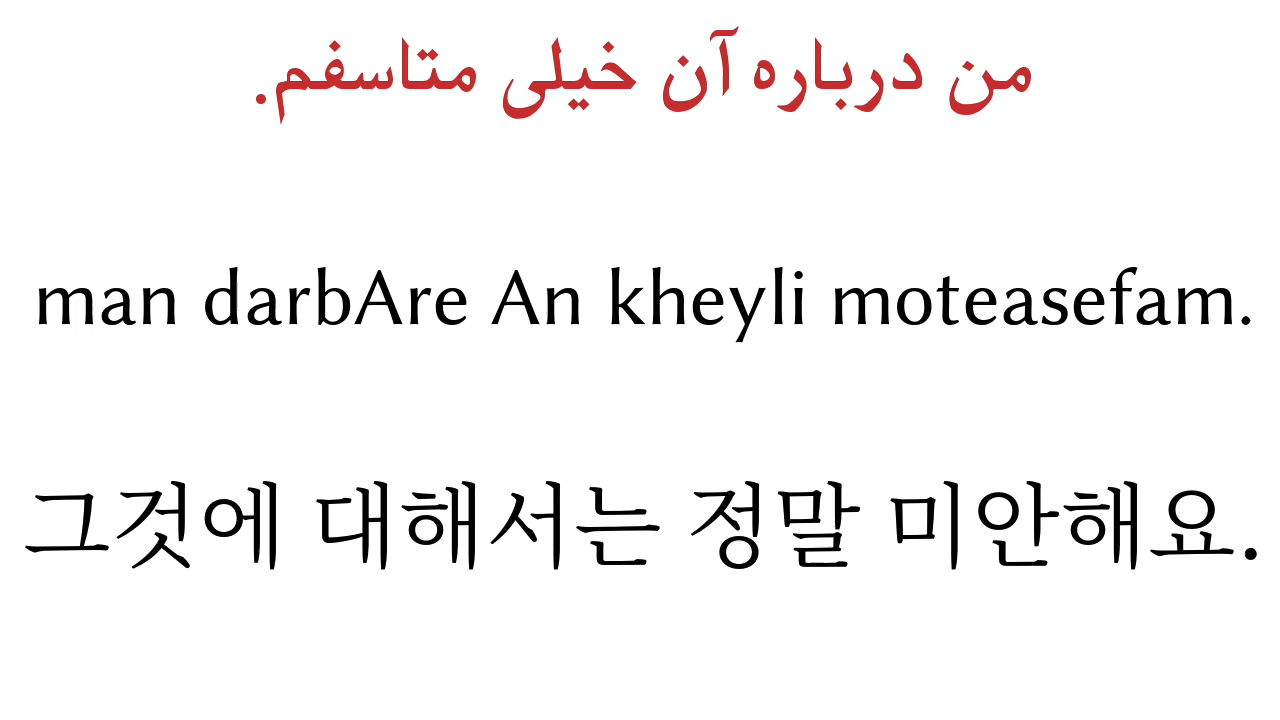 من درباره آن خیلی متاسفم.
man darbAre An kheyli moteasefam.
그것에 대해서는 정말 미안해요.